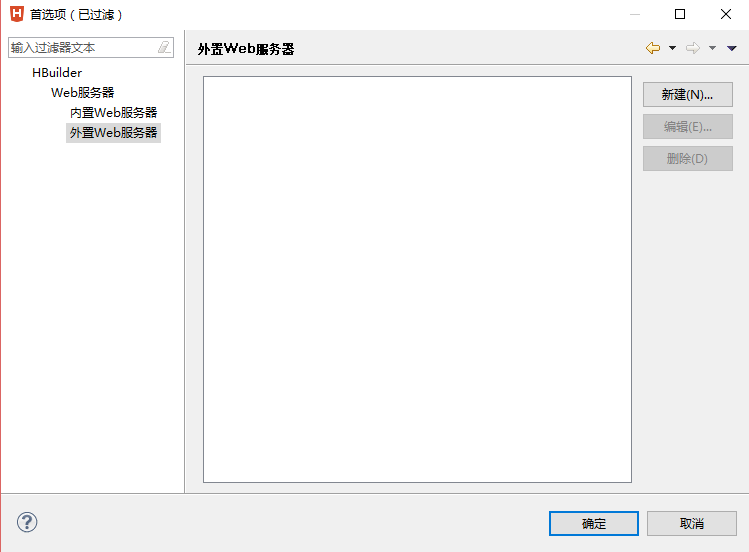 首选项（已过滤）
输入过滤器文本
HBuilder
Web服务器
内置Web服务器
外置Web服务器
外置Web服务器
新建(N)...
编辑(E)...
删除(D)
确定
取消